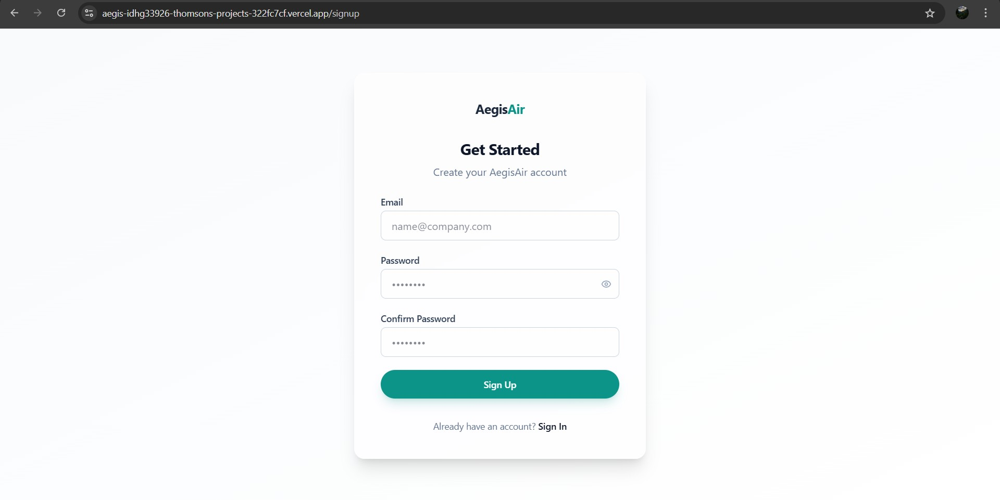 aegis-idhg33926-thomsons-projects-322fc7cf.vercel.app/signup
AegisAir
Get Started
Create your AegisAir account
Email
name@company.com
Password
••••••••
Confirm Password
••••••••
Sign Up
Already have an account? Sign In